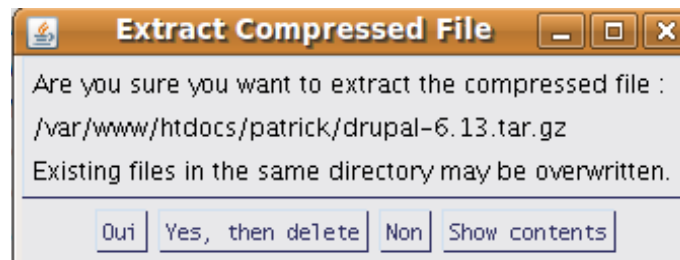 Extract Compressed File
Are you sure you want to extract the compressed file :
/var/www/htdocs/patrick/drupal-6.13.tar.gz
Existing files in the same directory may be overwritten.
Oui Yes, then delete Non Show contents